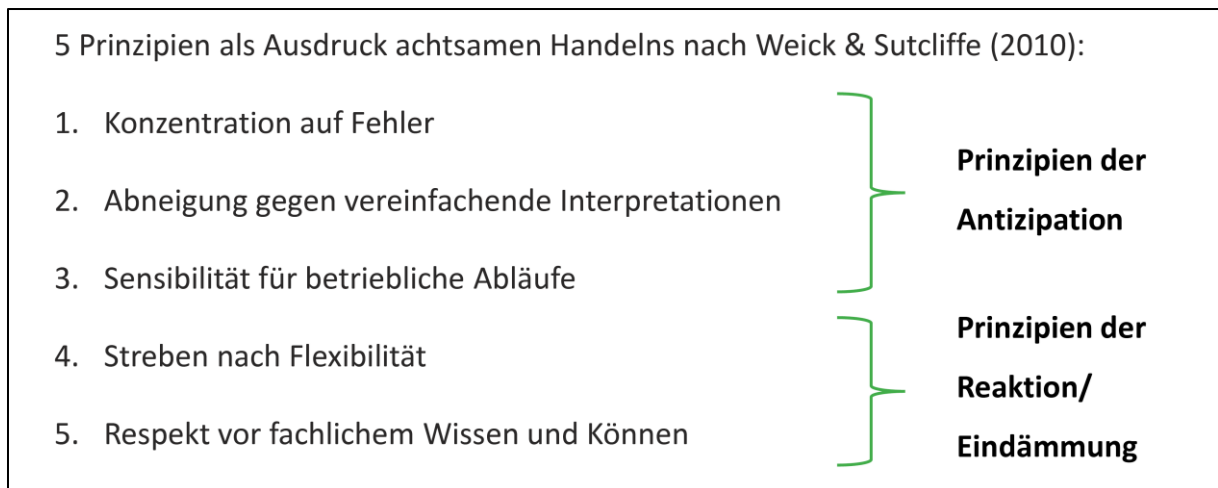 5 Prinzipien als Ausdruck achtsamen Handelns nach Weick & Sutcliffe (2010):
1. Konzentration auf Fehler
2. Abneigung gegen vereinfachende Interpretationen
3. Sensibilität für betriebliche Abläufe
Prinzipien der
Antizipation
4. Streben nach Flexibilität
5. Respekt vor fachlichem Wissen und Können
Prinzipien der
Reaktion/
Eindämmung